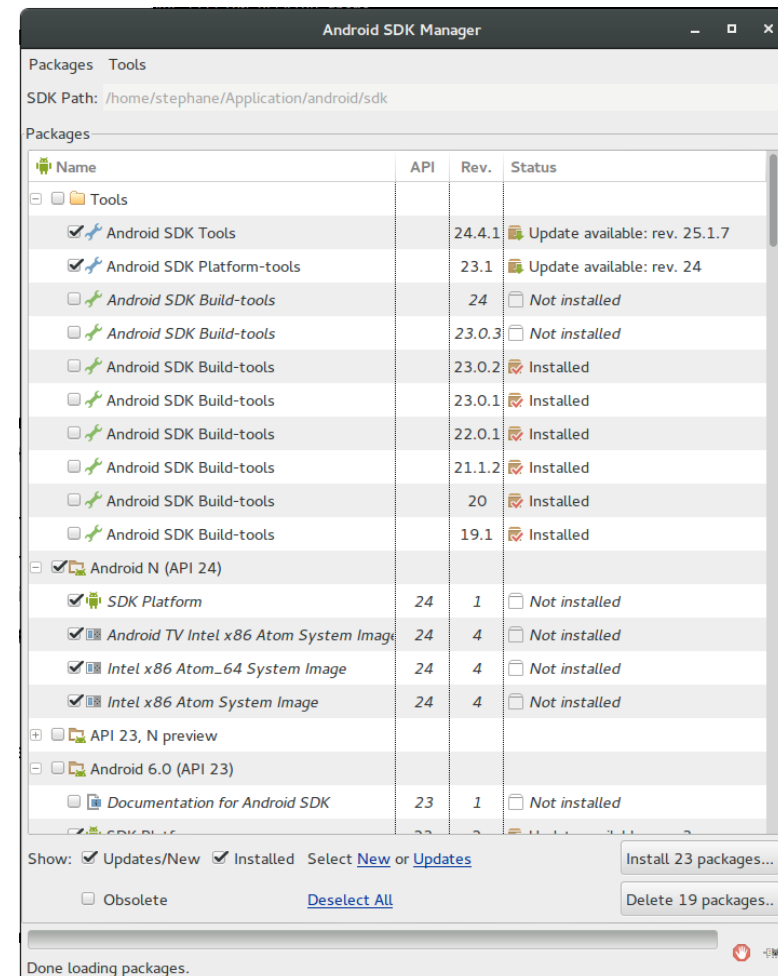 Android SDK Manager
Packages Tools
SDK Path: /home/stephane/Application/android/sdk
Packages
Name API Rev. Status
Tools
Android SDK Tools 24.4.1 Update available: rev. 25.1.7
Android SDK Platform-tools 23.1 Update available: rev. 24
Android SDK Build-tools 24 Not installed
Android SDK Build-tools 23.0.3 Not installed
Android SDK Build-tools 23.0.2 Installed
Android SDK Build-tools 23.0.1 Installed
Android SDK Build-tools 22.0.1 Installed
Android SDK Build-tools 21.1.2 Installed
Android SDK Build-tools 20 Installed
Android SDK Build-tools 19.1 Installed
Android N (API 24)
SDK Platform 24 1 Not installed
Android TV Intel x86 Atom System Image 24 4 Not installed
Intel x86 Atom_64 System Image 24 4 Not installed
Intel x86 Atom System Image 24 4 Not installed
API 23, N preview
Android 6.0 (API 23)
Documentation for Android SDK 23 1 Not installed
Show: Updates/New Installed Select New or Updates Install 23 packages...
Obsolete Deselect All Delete 19 packages..
Done loading packages.